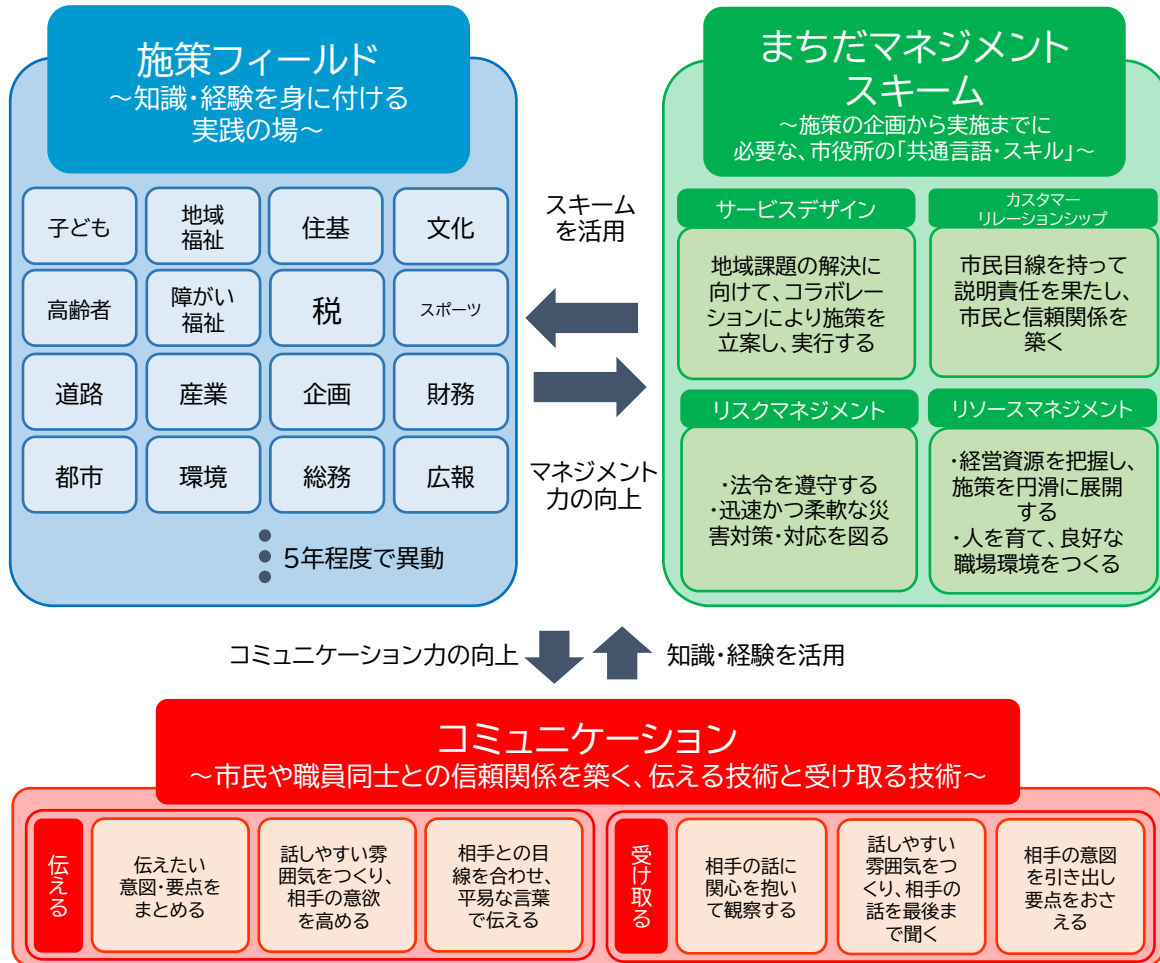 施策フィールド
～知識・経験を身に付ける
実践の場～
子ども
地域
福祉
住基
文化
高齢者
障がい
福祉
税
スポーツ
道路
産業
企画
財務
都市
環境
総務
広報
5年程度で異動
スキーム
を活用
マネジメント
力の向上
まちだマネジメント
スキーム
～施策の企画から実施までに
必要な、市役所の「共通言語・スキル」～
サービスデザイン
地域課題の解決に
向けて、コラボレー
ションにより施策を
立案し、実行する
カスタマー
リレーションシップ
市民目線を持って
説明責任を果たし、
市民と信頼関係を
築く
リスクマネジメント
・法令を遵守する
・迅速かつ柔軟な災
害対策・対応を図る
リソースマネジメント
・経営資源を把握し、
施策を円滑に展開
する
・人を育て、良好な
職場環境をつくる
コミュニケーション力の向上
知識・経験を活用
コミュニケーション
～市民や職員同士との信頼関係を築く、伝える技術と受け取る技術～
伝える
伝えたい
意図・要点を
まとめる
話しやすい雰
囲気をつくり、
相手の意欲
を高める
相手との目
線を合わせ、
平易な言葉
で伝える
受け取る
相手の話に
関心を抱い
て観察する
話しやすい
雰囲気をつ
くり、相手の
話を最後ま
で聞く
相手の意図
を引き出し
要点をおさ
える